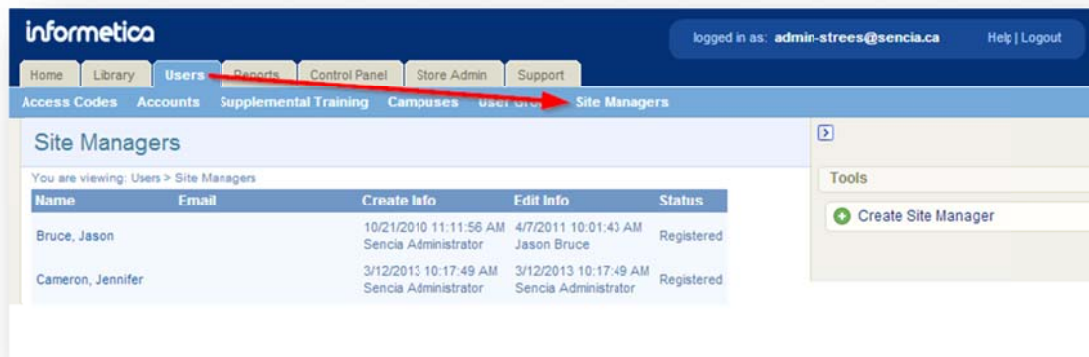 informetica
logged in as: admin-strees@sencia.ca Help | Logout
Home Library Users Reports Control Panel Store Admin Support
Access Codes Accounts Supplemental Training Campuses User Site Managers
Site Managers
You are viewing: Users > Site Managers
Tools
Name Email Create Info Edit Info Status
Create Site Manager
Bruce, Jason 10/21/2010 11:11:56 AM 4/7/2011 10:01:43 AM Registered
Sencia Administrator Jason Bruce
Cameron, Jennifer 3/12/2013 10:17:49 AM 3/12/2013 10:17:49 AM Registered
Sencia Administrator Sencia Administrator